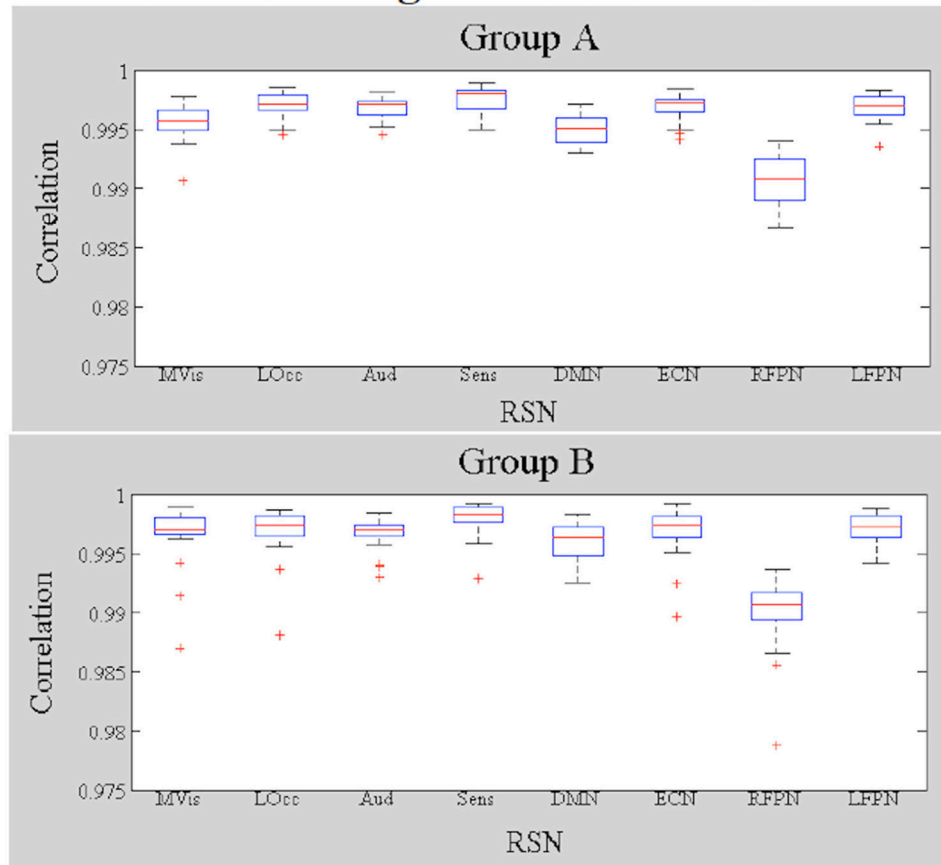 Group A
1
0.995
0.99
0.985
0.98
0.975
Correlation
MVis LOcc Aud Sens DMN ECN RFPN LFPN
RSN
Group B
1
0.995
0.99
0.985
0.98
0.975
Correlation
MVis LOcc Aud Sens DMN ECN RFPN LFPN
RSN